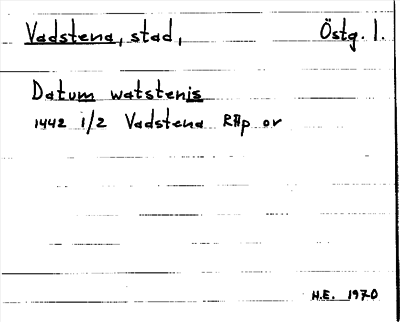 Vadstena, stad, Östg. l.
Datum watstenis
1442 1/2 Vadstena RAp or
H.E. 1970